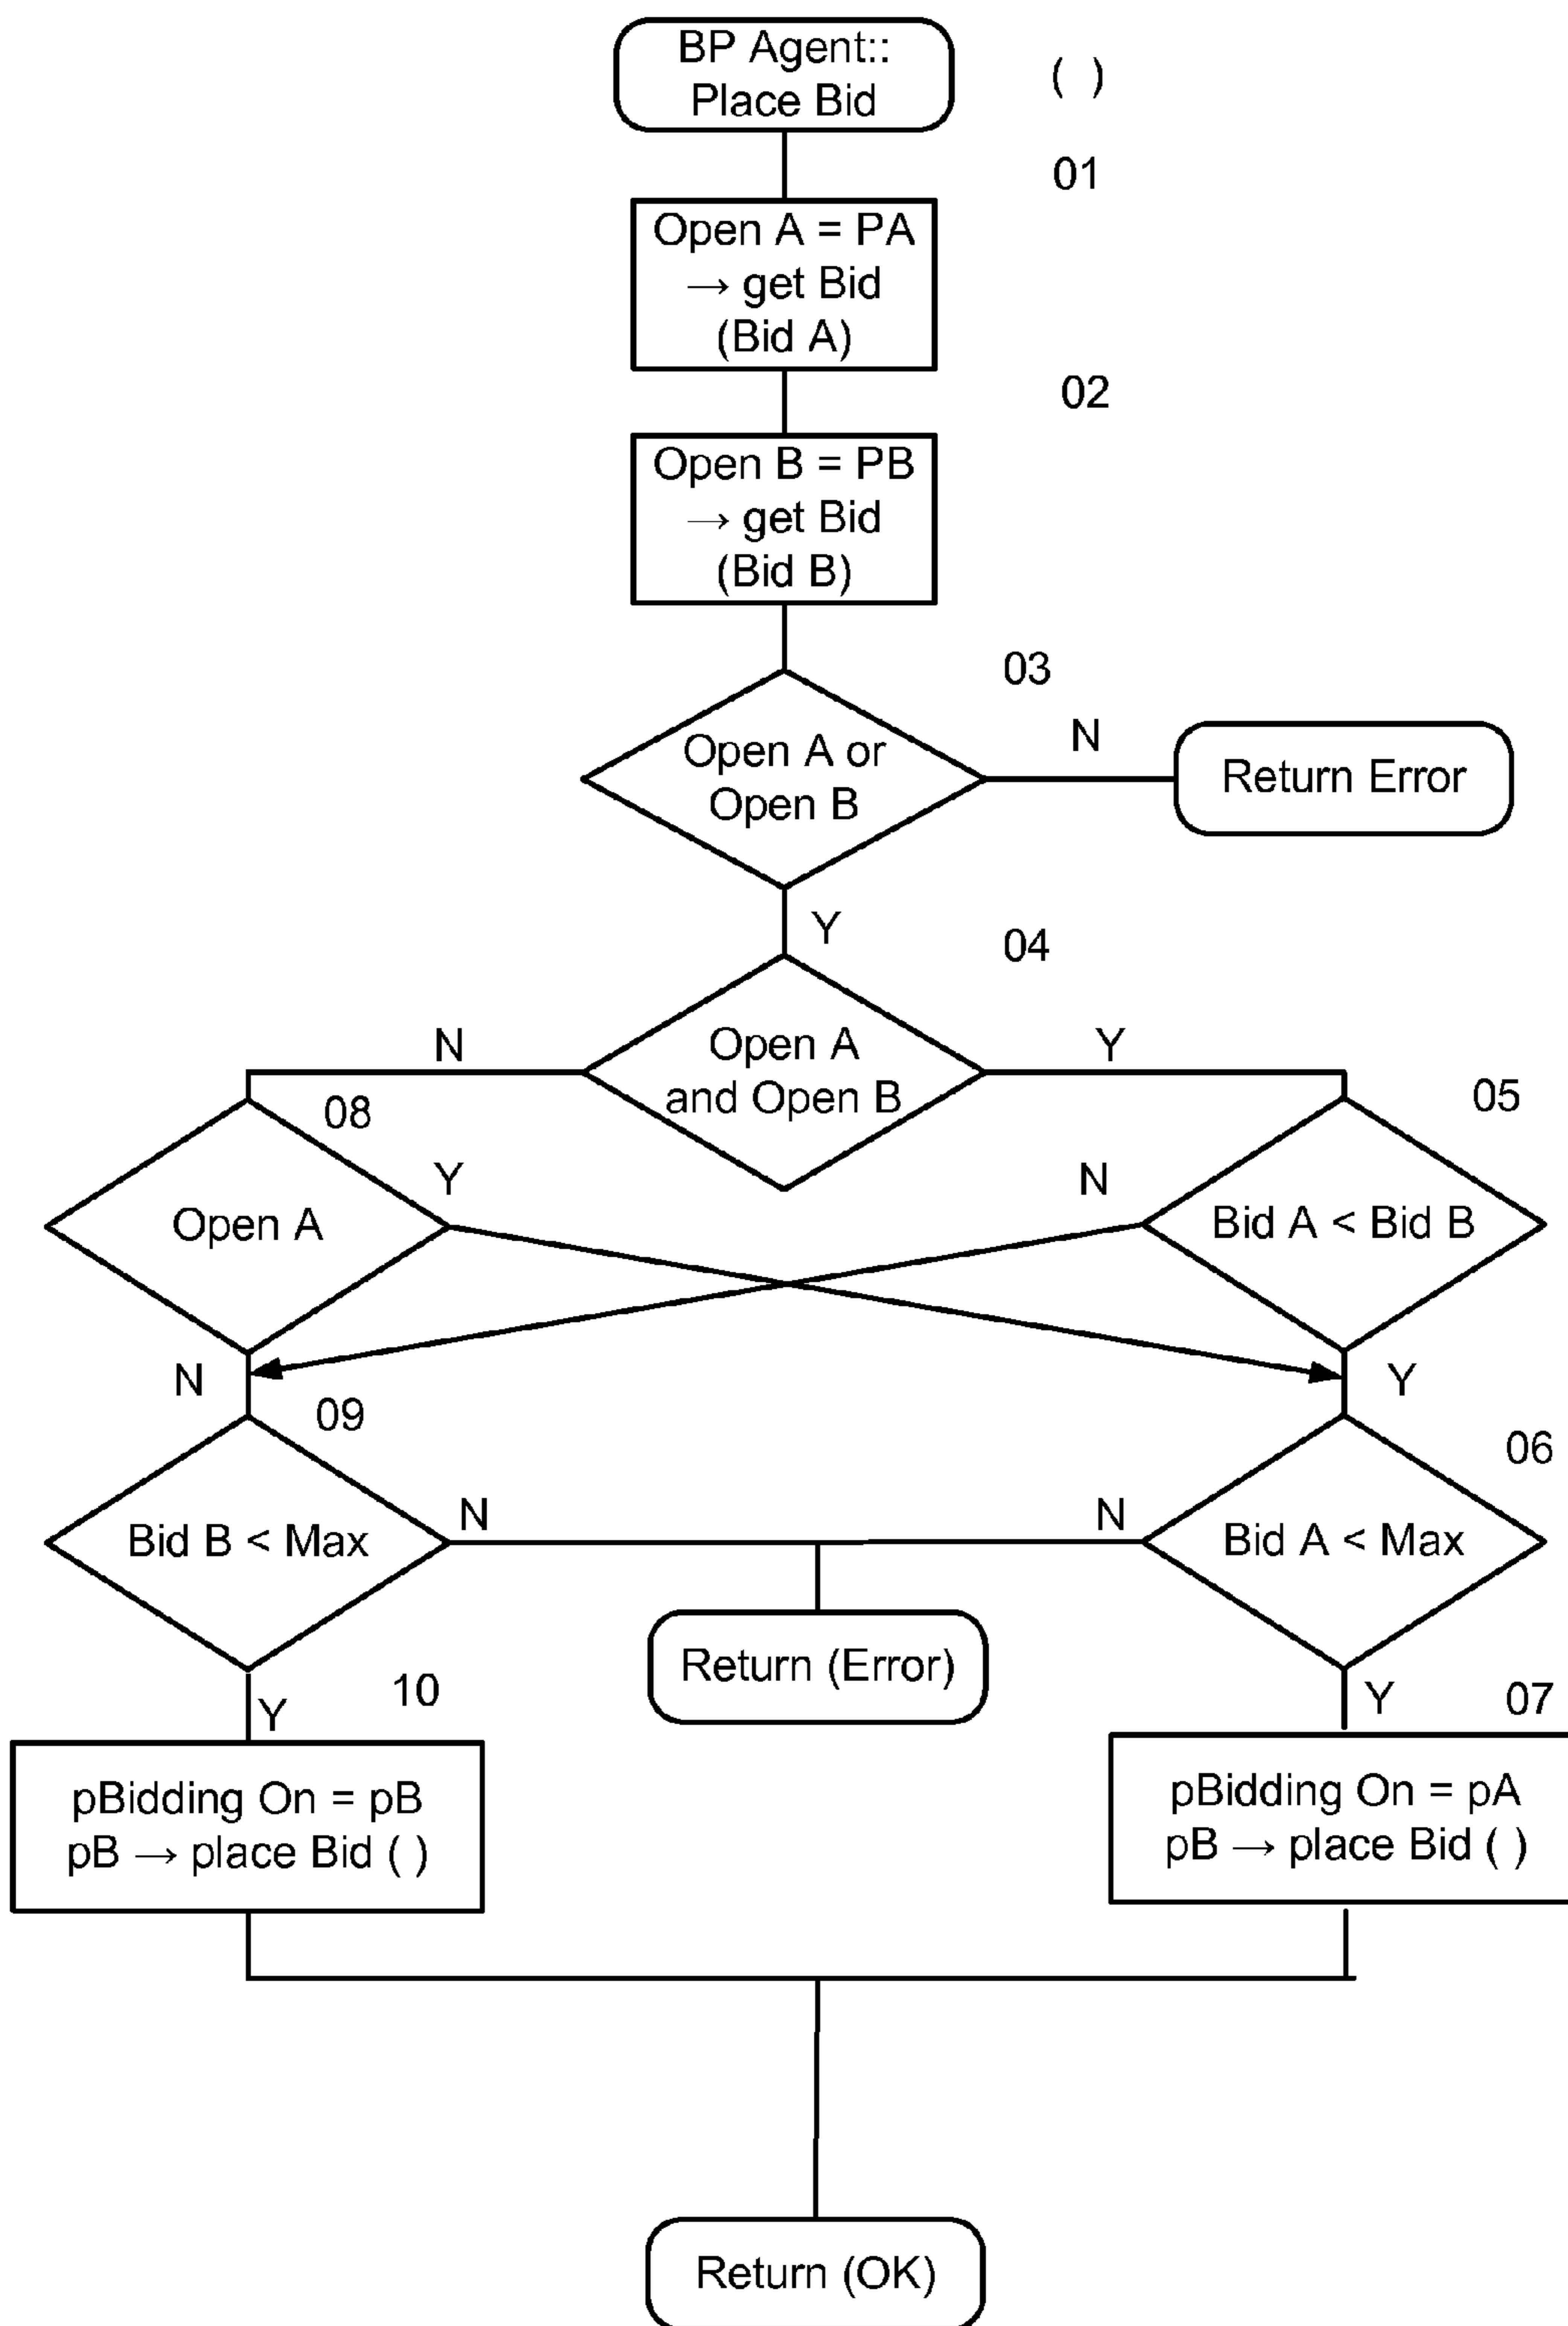 BP Agent::
Place Bid
( )
01
Open A = PA
→ get Bid
(Bid A)
02
Open B = PB
→ get Bid
(Bid B)
03
Open A or
Open B
N
Return Error
Y
04
Open A
and Open B
N
Y
08
05
Open A
Y
N
Bid A < Bid B
N
Y
09
06
Bid B < Max
N
N
Bid A < Max
Return (Error)
Y
10
Y
07
pBidding On = pB
pB → place Bid ( )
pBidding On = pA
pB → place Bid ( )
Return (OK)